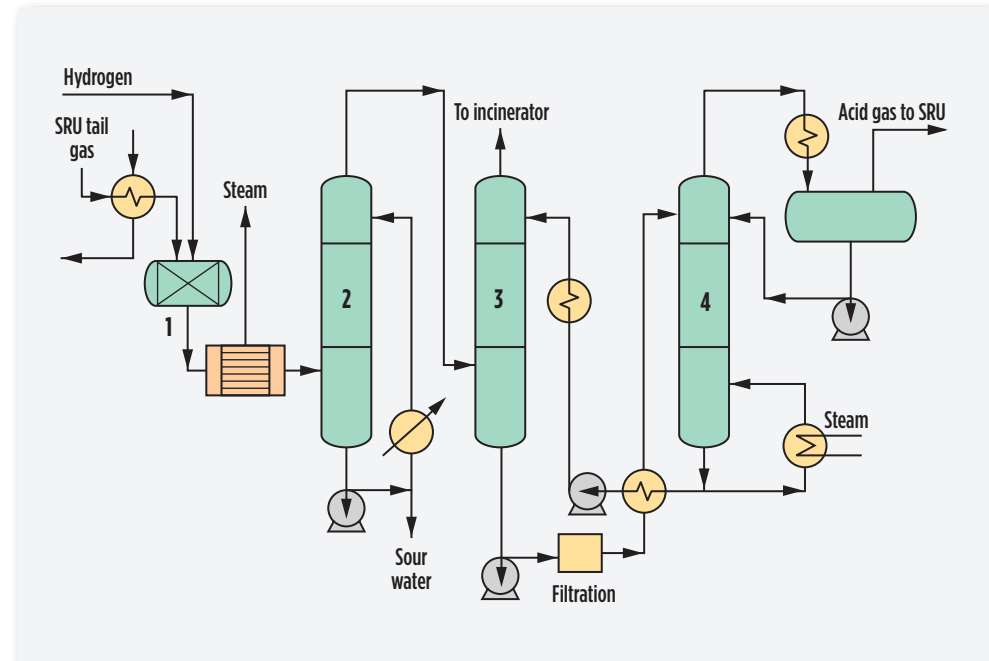 Hydrogen
SRU tail
gas
Steam
1
2
To incinerator
3
4
Acid gas to SRU
Steam
Sour
water
Filtration